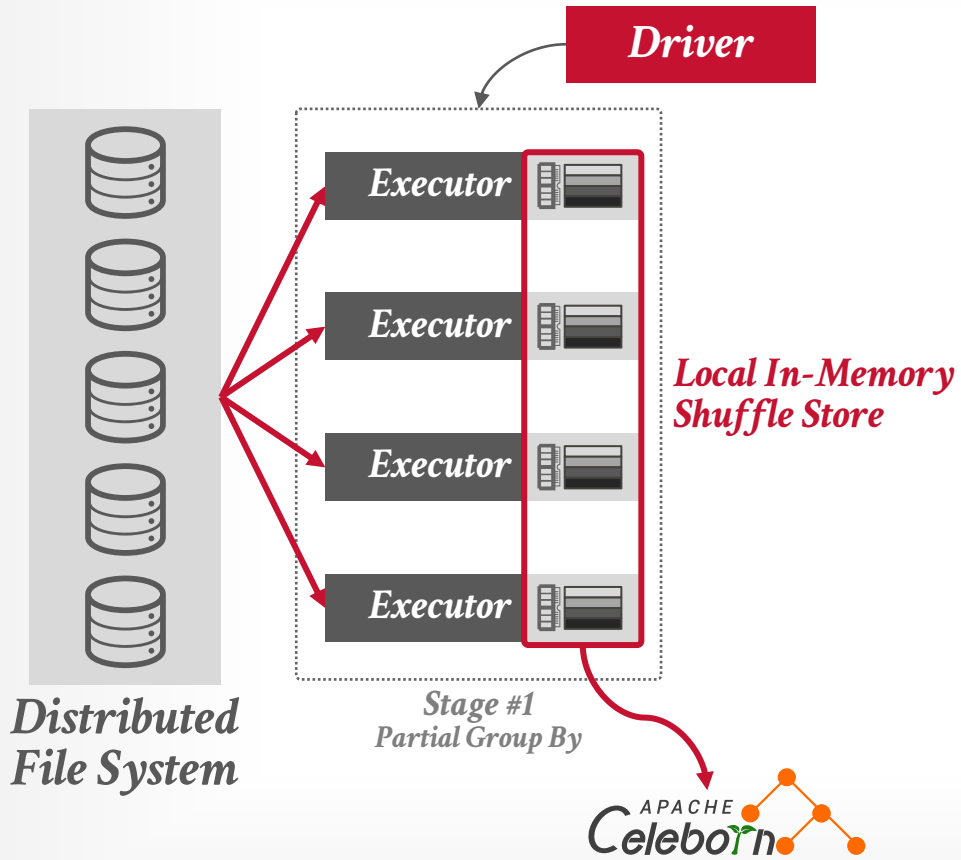 Driver
Executor
Executor
Executor
Executor
Local In-Memory
Shuffle Store
Stage #1
Partial Group By
Distributed
File System
APACHE
Celeborn